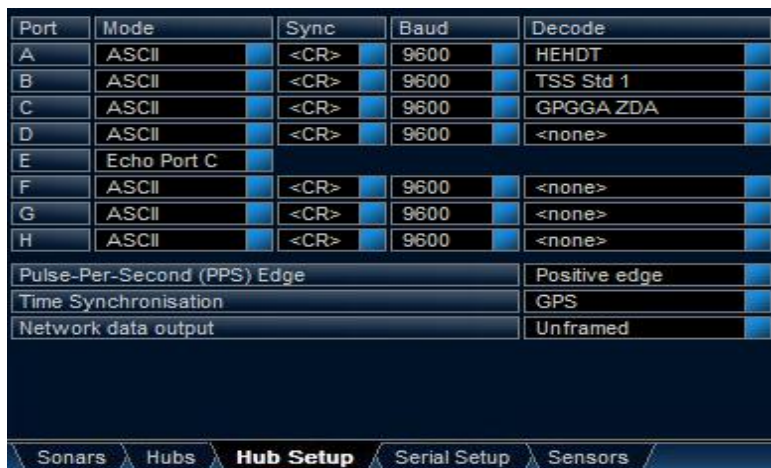 Port Mode Sync Baud Decode
A ASCII <CR> 9600 HEHDT
B ASCII <CR> 9600 TSS Std 1
C ASCII <CR> 9600 GPGGA ZDA
D ASCII <CR> 9600 <none>
E Echo Port C
F ASCII <CR> 9600 <none>
G ASCII <CR> 9600 <none>
H ASCII <CR> 9600 <none>
Pulse-Per-Second (PPS) Edge Positive edge
Time Synchronisation GPS
Network data output Unframed
Sonars Hubs Hub Setup Serial Setup Sensors